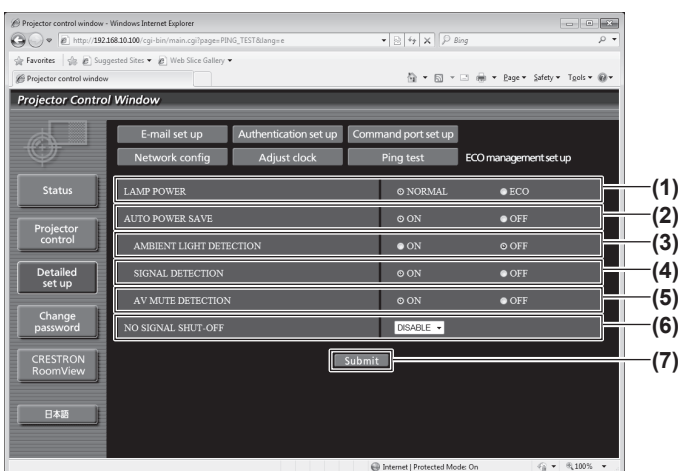 Projector control window - Windows Internet Explorer
http://192.168.10.100/cgi-bin/main.cgi?page=PING_TEST&lang=e
Bing
Favorites Suggested Sites Web Slice Gallery
Projector control window Page Safety Tools
Projector Control Window
E-mail set up Authentication set up Command port set up
Network config Adjust clock Ping test ECO management set up
Status
Projector control
Detailed set up
Change password
CRESTRON RoomView
日本語
LAMP POWER NORMAL ECO (1)
AUTO POWER SAVE ON OFF (2)
AMBIENT LIGHT DETECTION ON OFF (3)
SIGNAL DETECTION ON OFF (4)
AV MUTE DETECTION ON OFF (5)
NO SIGNAL SHUT-OFF DISABLE (6)
Submit (7)
Internet | Protected Mode: On 100%